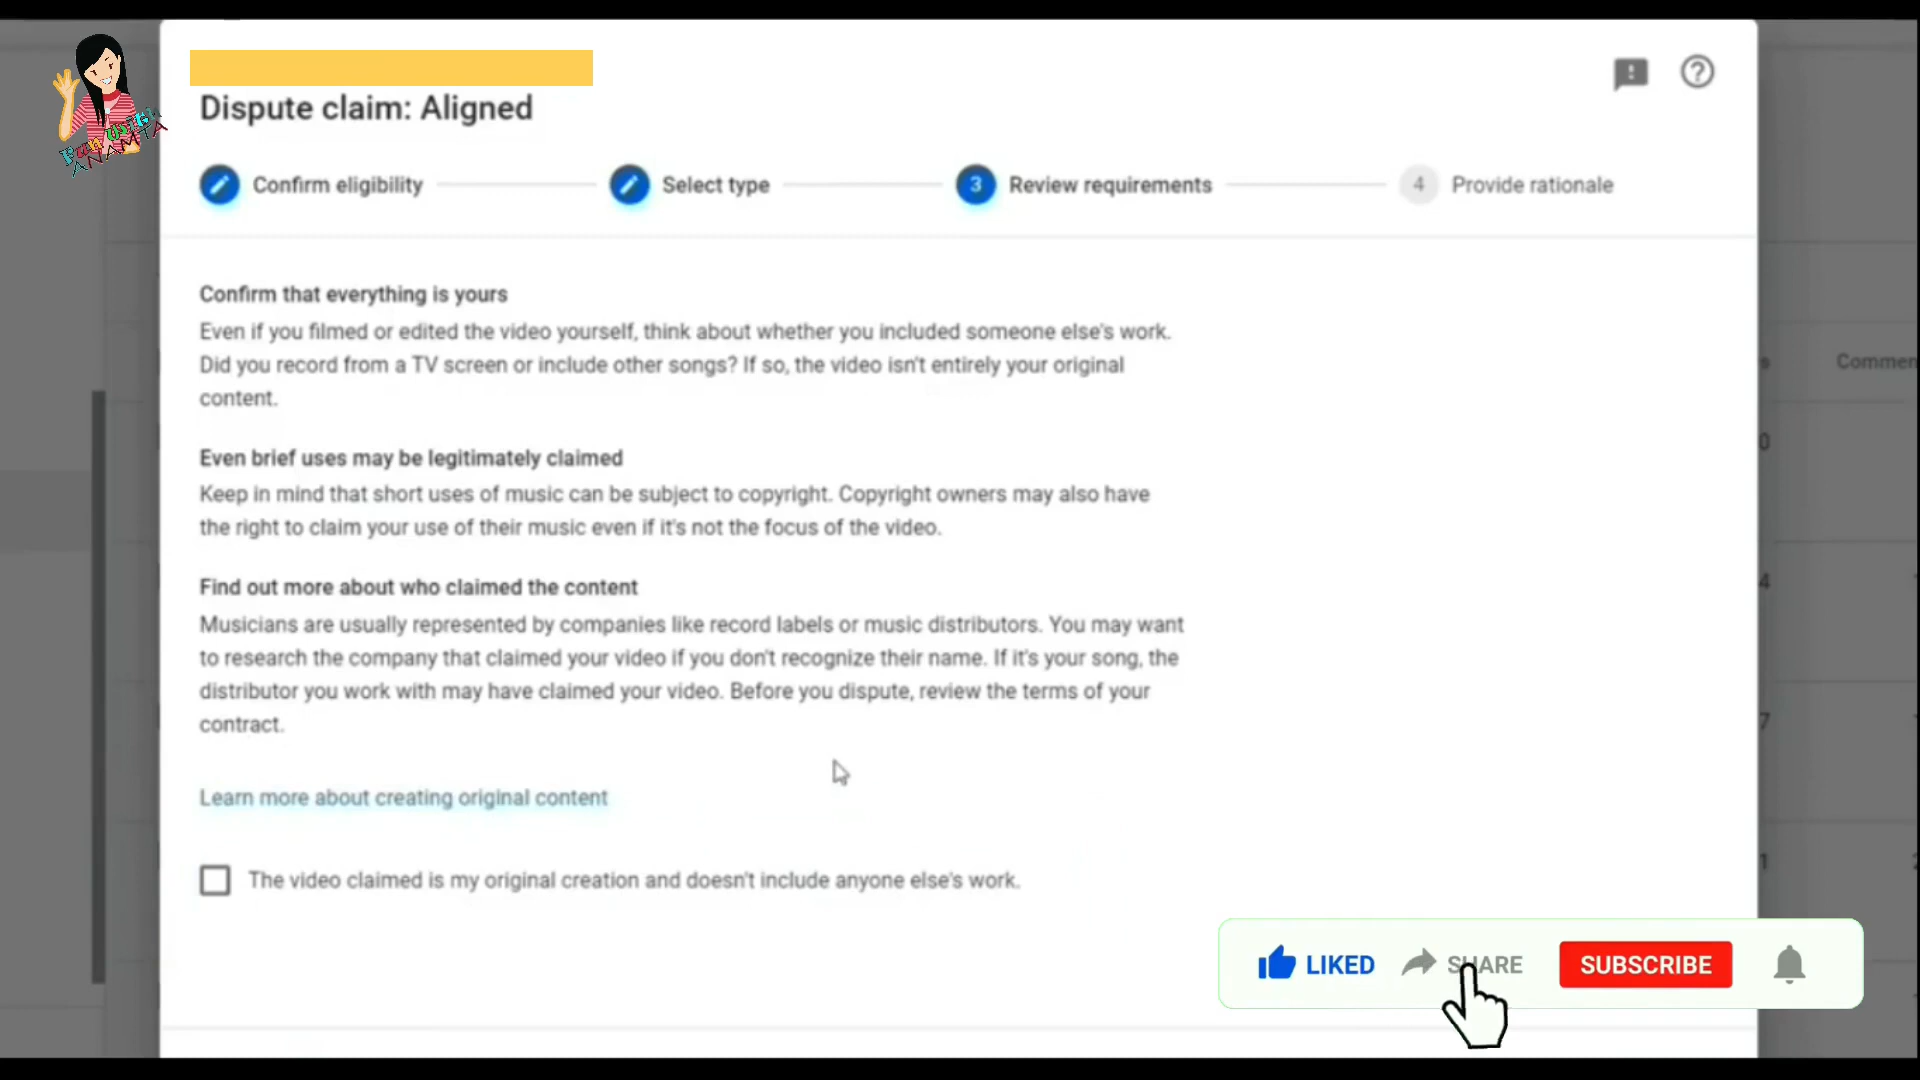 Fun with
ANAMTA
Dispute claim: Aligned
Confirm eligibility
Select type
3 Review requirements
4 Provide rationale
Confirm that everything is yours
Even if you filmed or edited the video yourself, think about whether you included someone else's work.
Did you record from a TV screen or include other songs? If so, the video isn't entirely your original
content.
Even brief uses may be legitimately claimed
Keep in mind that short uses of music can be subject to copyright. Copyright owners may also have
the right to claim your use of their music even if it's not the focus of the video.
Find out more about who claimed the content
Musicians are usually represented by companies like record labels or music distributors. You may want
to research the company that claimed your video if you don't recognize their name. If it's your song, the
distributor you work with may have claimed your video. Before you dispute, review the terms of your
contract.
Learn more about creating original content
The video claimed is my original creation and doesn't include anyone else's work.
Commen
0
4
7
1
LIKED
SHARE
SUBSCRIBE